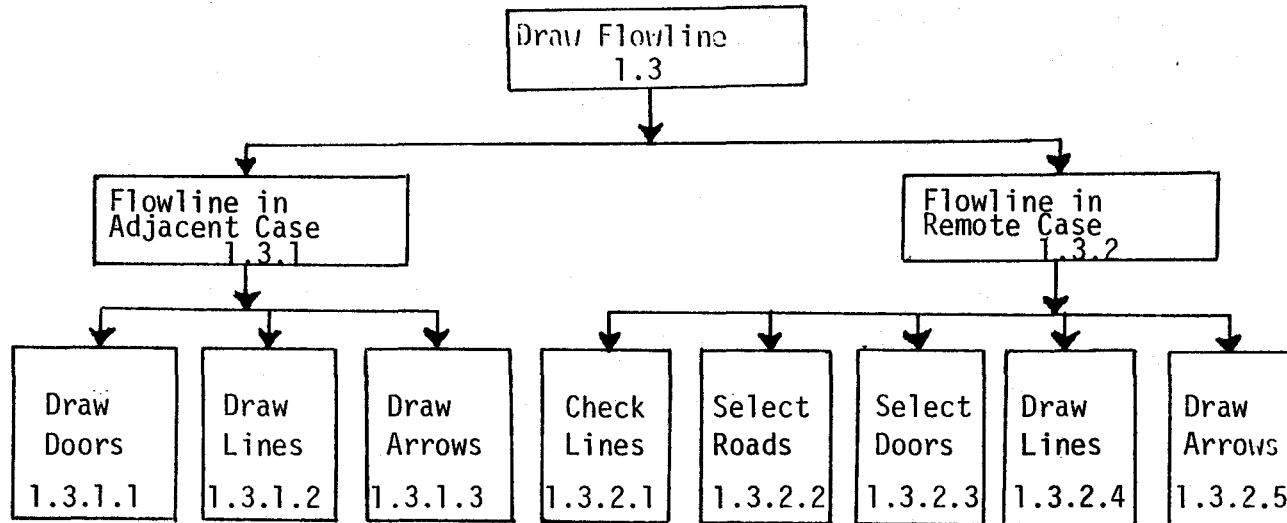 Draw Flowline
1.3
Flowline in
Adjacent Case
1.3.1
Flowline in
Remote Case
1.3.2
Draw
Doors
1.3.1.1
Draw
Lines
1.3.1.2
Draw
Arrows
1.3.1.3
Check
Lines
1.3.2.1
Select
Roads
1.3.2.2
Select
Doors
1.3.2.3
Draw
Lines
1.3.2.4
Draw
Arrows
1.3.2.5